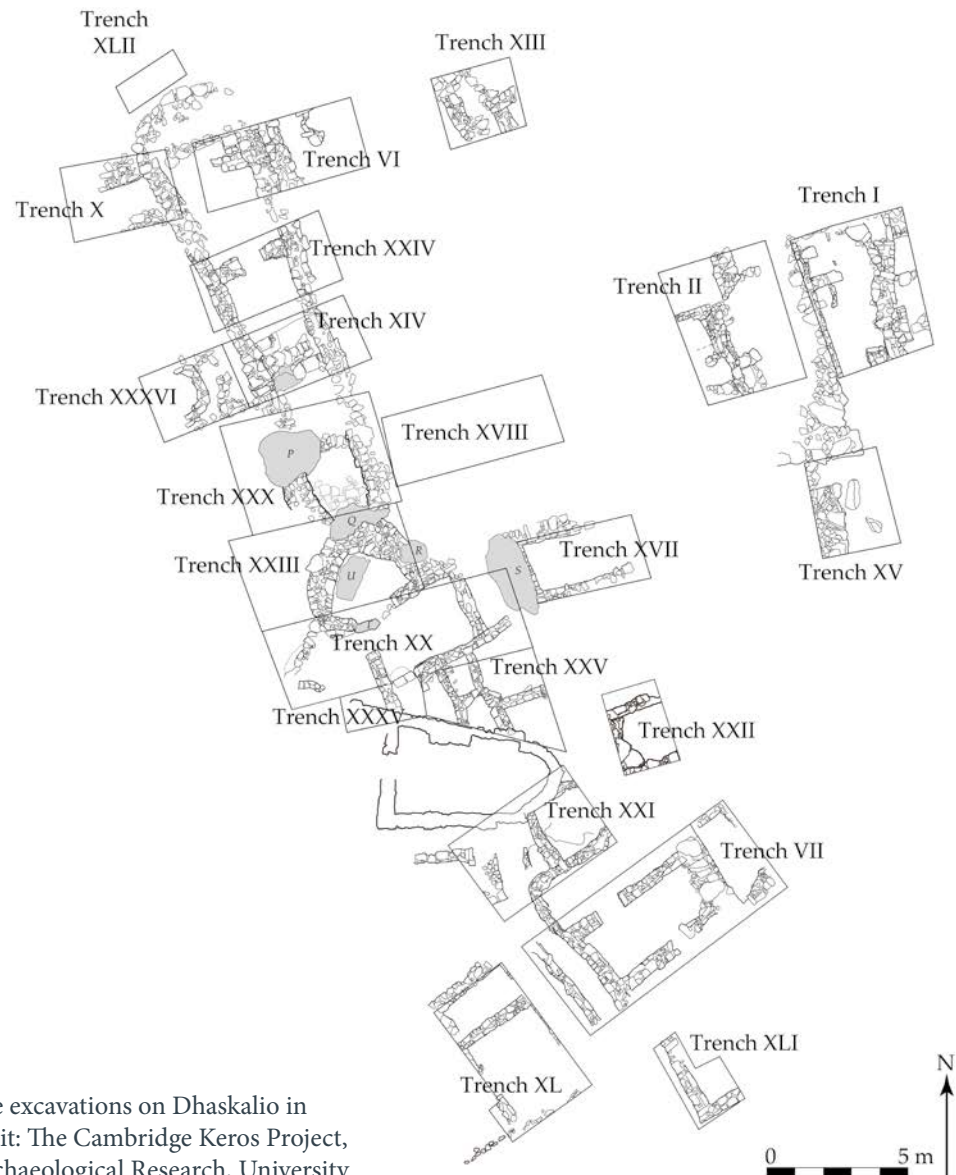 Trench
XLII
Trench XIII
Trench VI
Trench X
Trench I
Trench XXIV
Trench II
Trench XIV
Trench XXXVI
Trench XVIII
P
Trench XXX
Q
Trench XXIII
R
Trench XVII
S
U
Trench XV
Trench XX
Trench XXV
Trench XXXV
Trench XXII
Trench XXI
Trench VII
Trench XLI
Trench XL
N
e excavations on Dhaskalio in
it: The Cambridge Keros Project,
chaeological Research, University
0 5 m